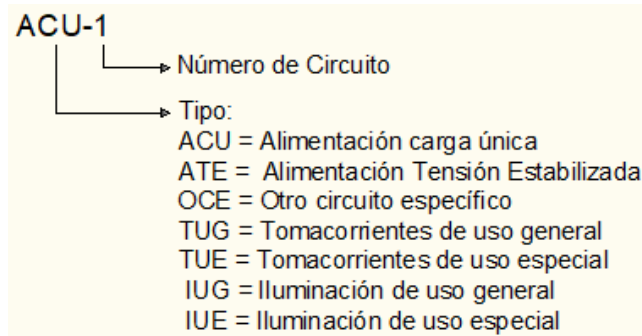 ACU-1
Número de Circuito
Tipo:
ACU = Alimentación carga única
ATE = Alimentación Tensión Estabilizada
OCE = Otro circuito específico
TUG = Tomacorrientes de uso general
TUE = Tomacorrientes de uso especial
IUG = Iluminación de uso general
IUE = Iluminación de uso especial